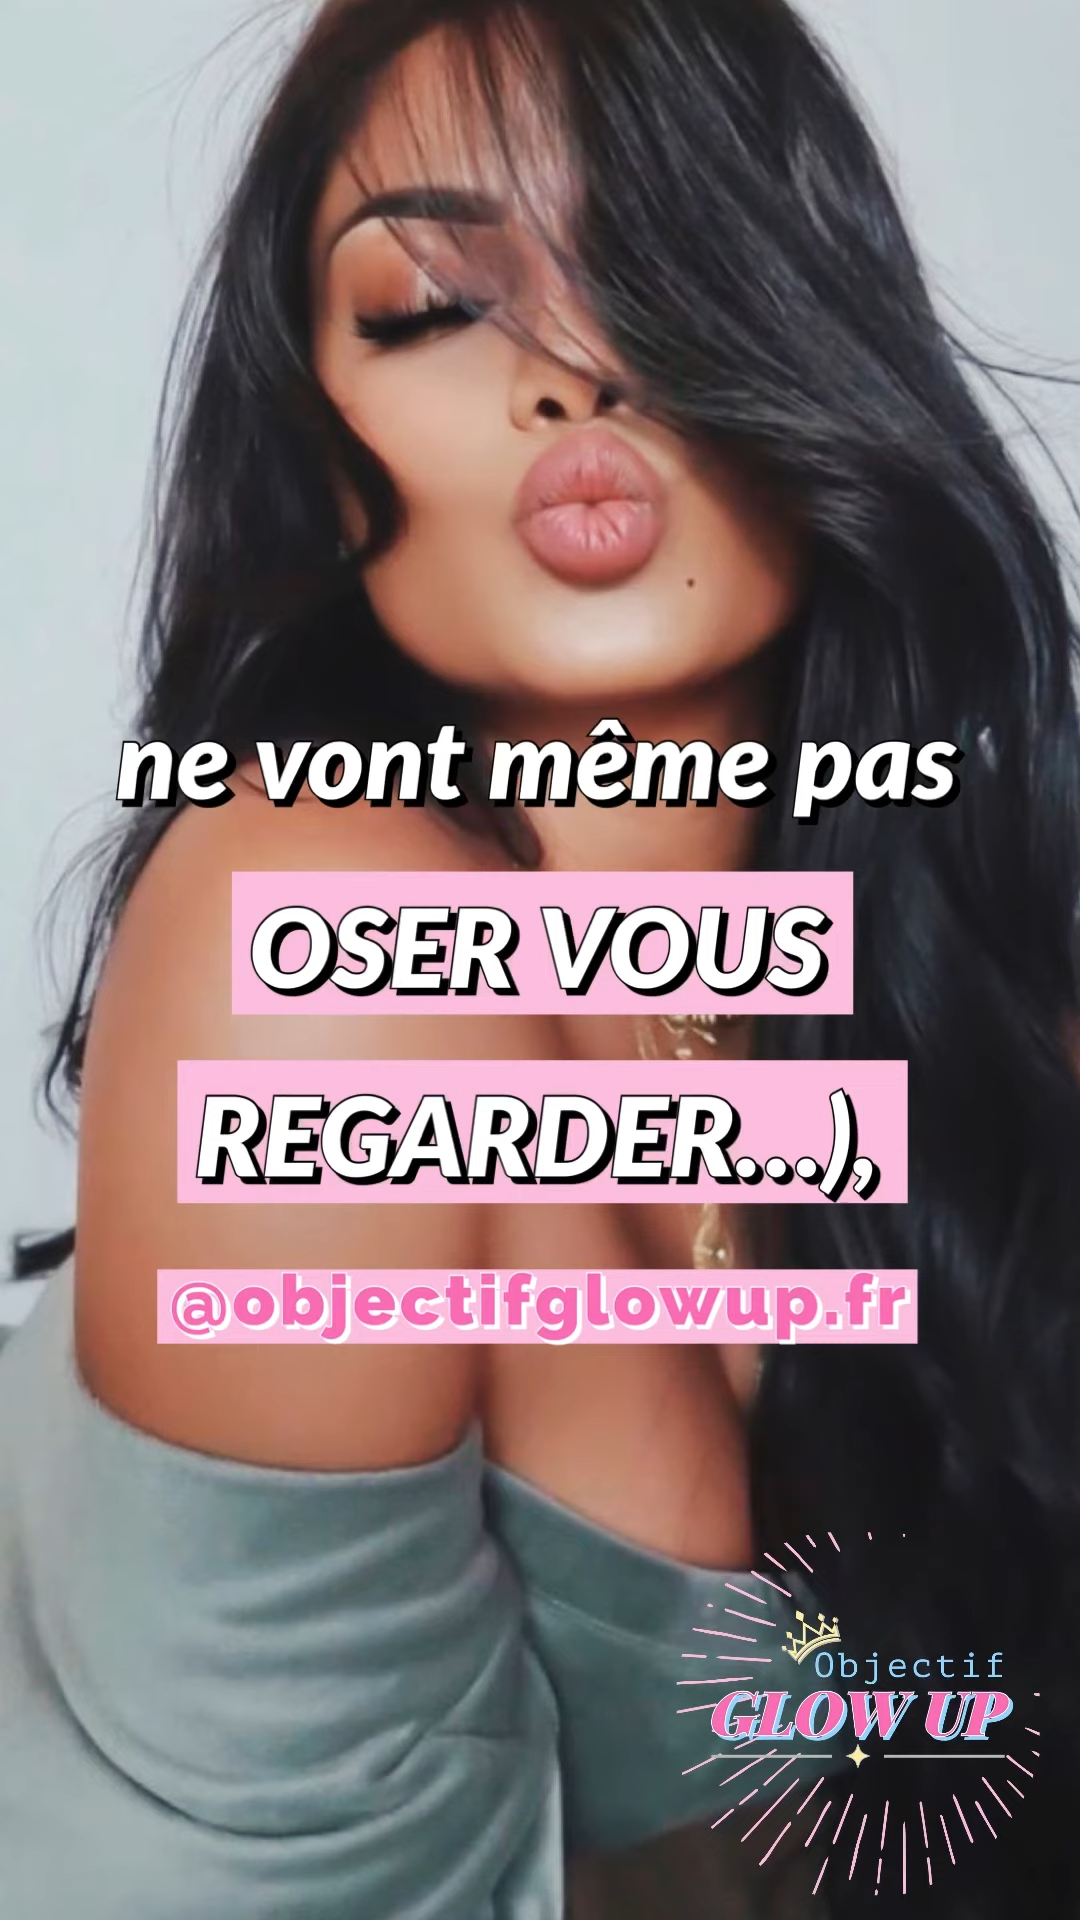 ne vont même pas
OSER VOUS
REGARDER...),
@objectifglowup.fr
Objectif
GLOW UP